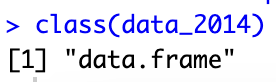 > class(data_2014)
[1] "data.frame"